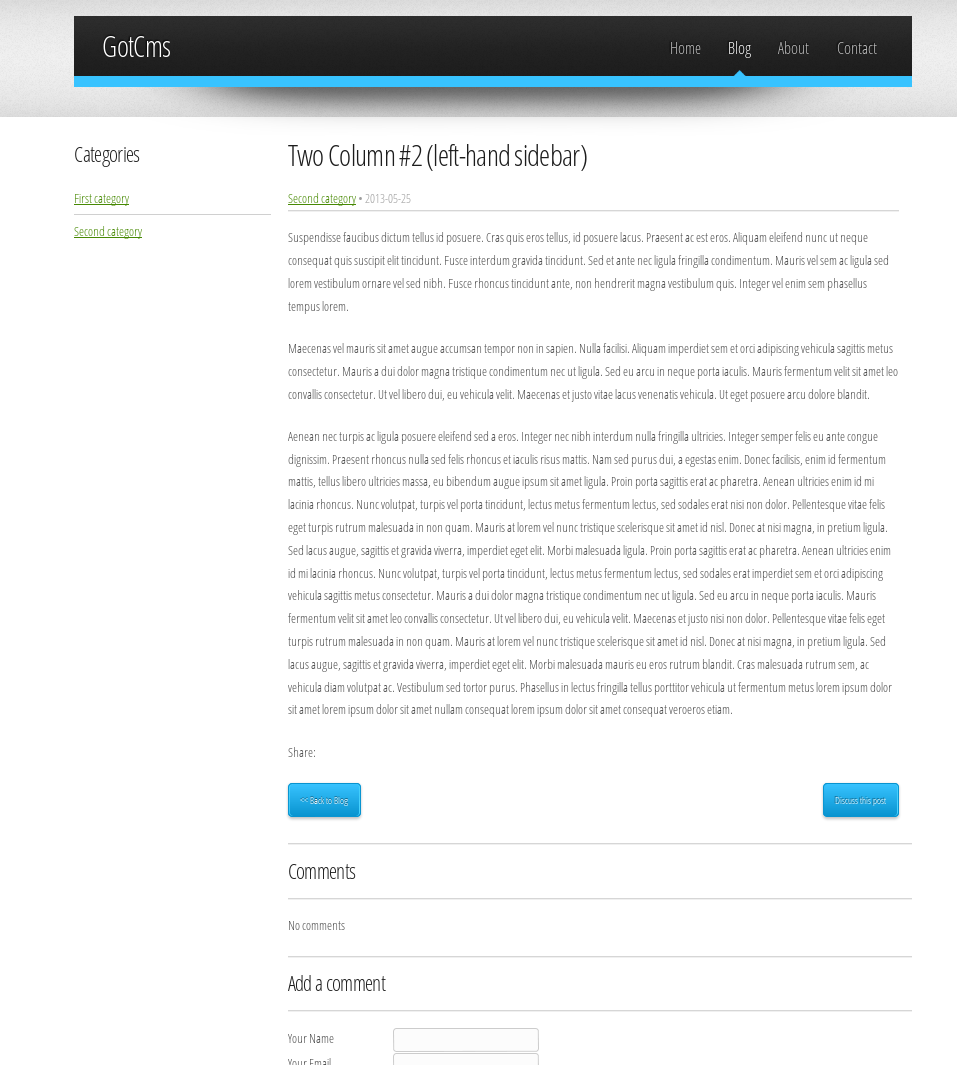 GotCms
Home Blog About Contact
Categories
First category
Second category
Two Column #2 (left-hand sidebar)
Second category • 2013-05-25
Suspendisse faucibus dictum tellus id posuere. Cras quis eros tellus, id posuere lacus. Praesent ac est eros. Aliquam eleifend nunc ut neque
consequat quis suscipit elit tincidunt. Fusce interdum gravida tincidunt. Sed et ante nec ligula fringilla condimentum. Mauris vel sem ac ligula sed
lorem vestibulum ornare vel sed nibh. Fusce rhoncus tincidunt ante, non hendrerit magna vestibulum quis. Integer vel enim sem phasellus
tempus lorem.
Maecenas vel mauris sit amet augue accumsan tempor non in sapien. Nulla facilisi. Aliquam imperdiet sem et orci adipiscing vehicula sagittis metus
consectetur. Mauris a dui dolor magna tristique condimentum nec ut ligula. Sed eu arcu in neque porta iaculis. Mauris fermentum velit sit amet leo
convallis consectetur. Ut vel libero dui, eu vehicula velit. Maecenas et justo vitae lacus venenatis vehicula. Ut eget posuere arcu dolore blandit.
Aenean nec turpis ac ligula posuere eleifend sed a eros. Integer nec nibh interdum nulla fringilla ultricies. Integer semper felis eu ante congue
dignissim. Praesent rhoncus nulla sed felis rhoncus et iaculis risus mattis. Nam sed purus dui, a egestas enim. Donec facilisis, enim id fermentum
mattis, tellus libero ultricies massa, eu bibendum augue ipsum sit amet ligula. Proin porta sagittis erat ac pharetra. Aenean ultricies enim id mi
lacinia rhoncus. Nunc volutpat, turpis vel porta tincidunt, lectus metus fermentum lectus, sed sodales erat nisi non dolor. Pellentesque vitae felis
eget turpis rutrum malesuada in non quam. Mauris at lorem vel nunc tristique scelerisque sit amet id nisl. Donec at nisi magna, in pretium ligula.
Sed lacus augue, sagittis et gravida viverra, imperdiet eget elit. Morbi malesuada ligula. Proin porta sagittis erat ac pharetra. Aenean ultricies enim
id mi lacinia rhoncus. Nunc volutpat, turpis vel porta tincidunt, lectus metus fermentum lectus, sed sodales erat imperdiet sem et orci adipiscing
vehicula sagittis metus consectetur. Mauris a dui dolor magna tristique condimentum nec ut ligula. Sed eu arcu in neque porta iaculis. Mauris
fermentum velit sit amet leo convallis consectetur. Ut vel libero dui, eu vehicula velit. Maecenas et justo nisi non dolor. Pellentesque vitae felis eget
turpis rutrum malesuada in non quam. Mauris at lorem vel nunc tristique scelerisque sit amet id nisl. Donec at nisi magna, in pretium ligula. Sed
lacus augue, sagittis et gravida viverra, imperdiet eget elit. Morbi malesuada mauris eu eros rutrum blandit. Cras malesuada rutrum sem, ac
vehicula diam volutpat ac. Vestibulum sed tortor purus. Phasellus in lectus fringilla tellus porttitor vehicula ut fermentum metus lorem ipsum dolor
sit amet lorem ipsum dolor sit amet nullam consequat lorem ipsum dolor sit amet consequat veroeros etiam.
Share:
<< Back to Blog
Discuss this post
Comments
No comments
Add a comment
Your Name
Your Email